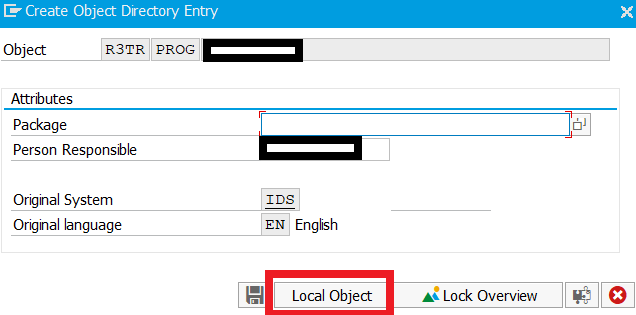 Create Object Directory Entry
Object R3TR PROG
Attributes
Package
Person Responsible
Original System IDS
Original language EN English
Local Object Lock Overview